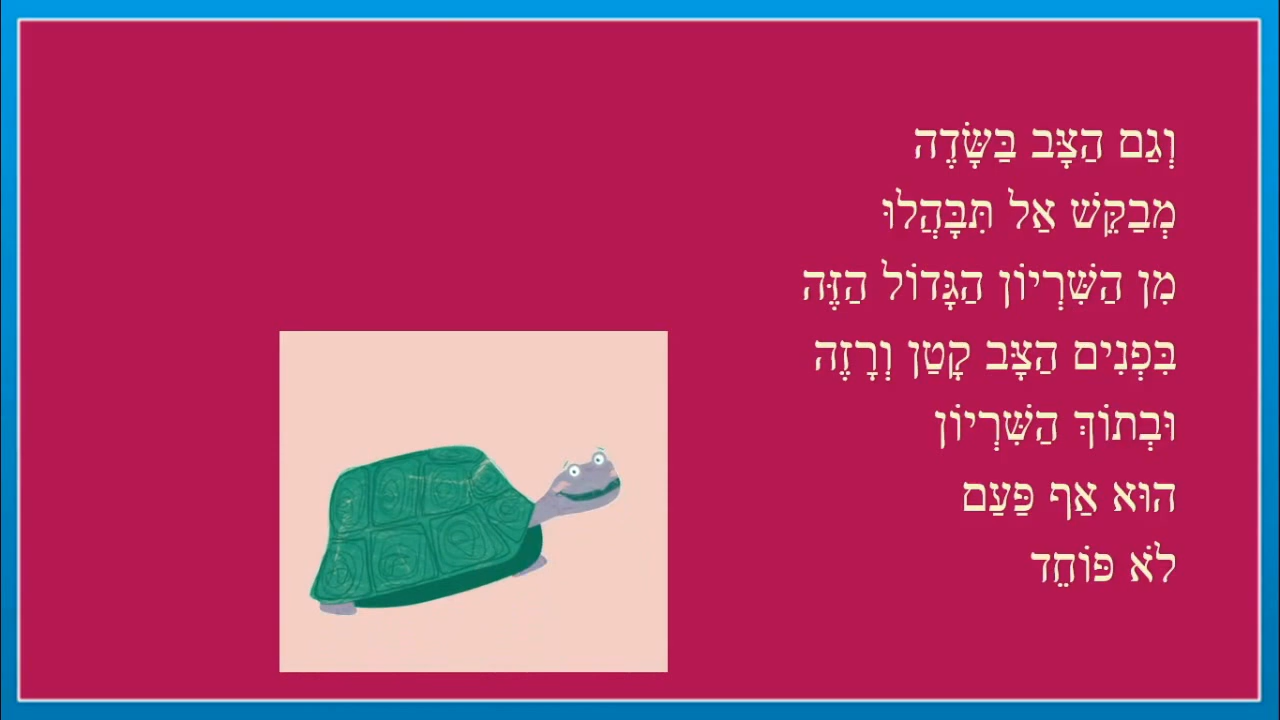 וְגַם הַצָּב בַּשָּׂדֶה
מְבַקֵּשׁ אַל תִּבָּהֲלוּ
מִן הַשִּׁרְיוֹן הַגָּדוֹל הַזֶּה
בִּפְנִים הַצָּב קָטַן וְרָזֶה
וּבְתוֹךְ הַשִּׁרְיוֹן
הוּא אַף פַּעַם
לֹא פּוֹחֵד